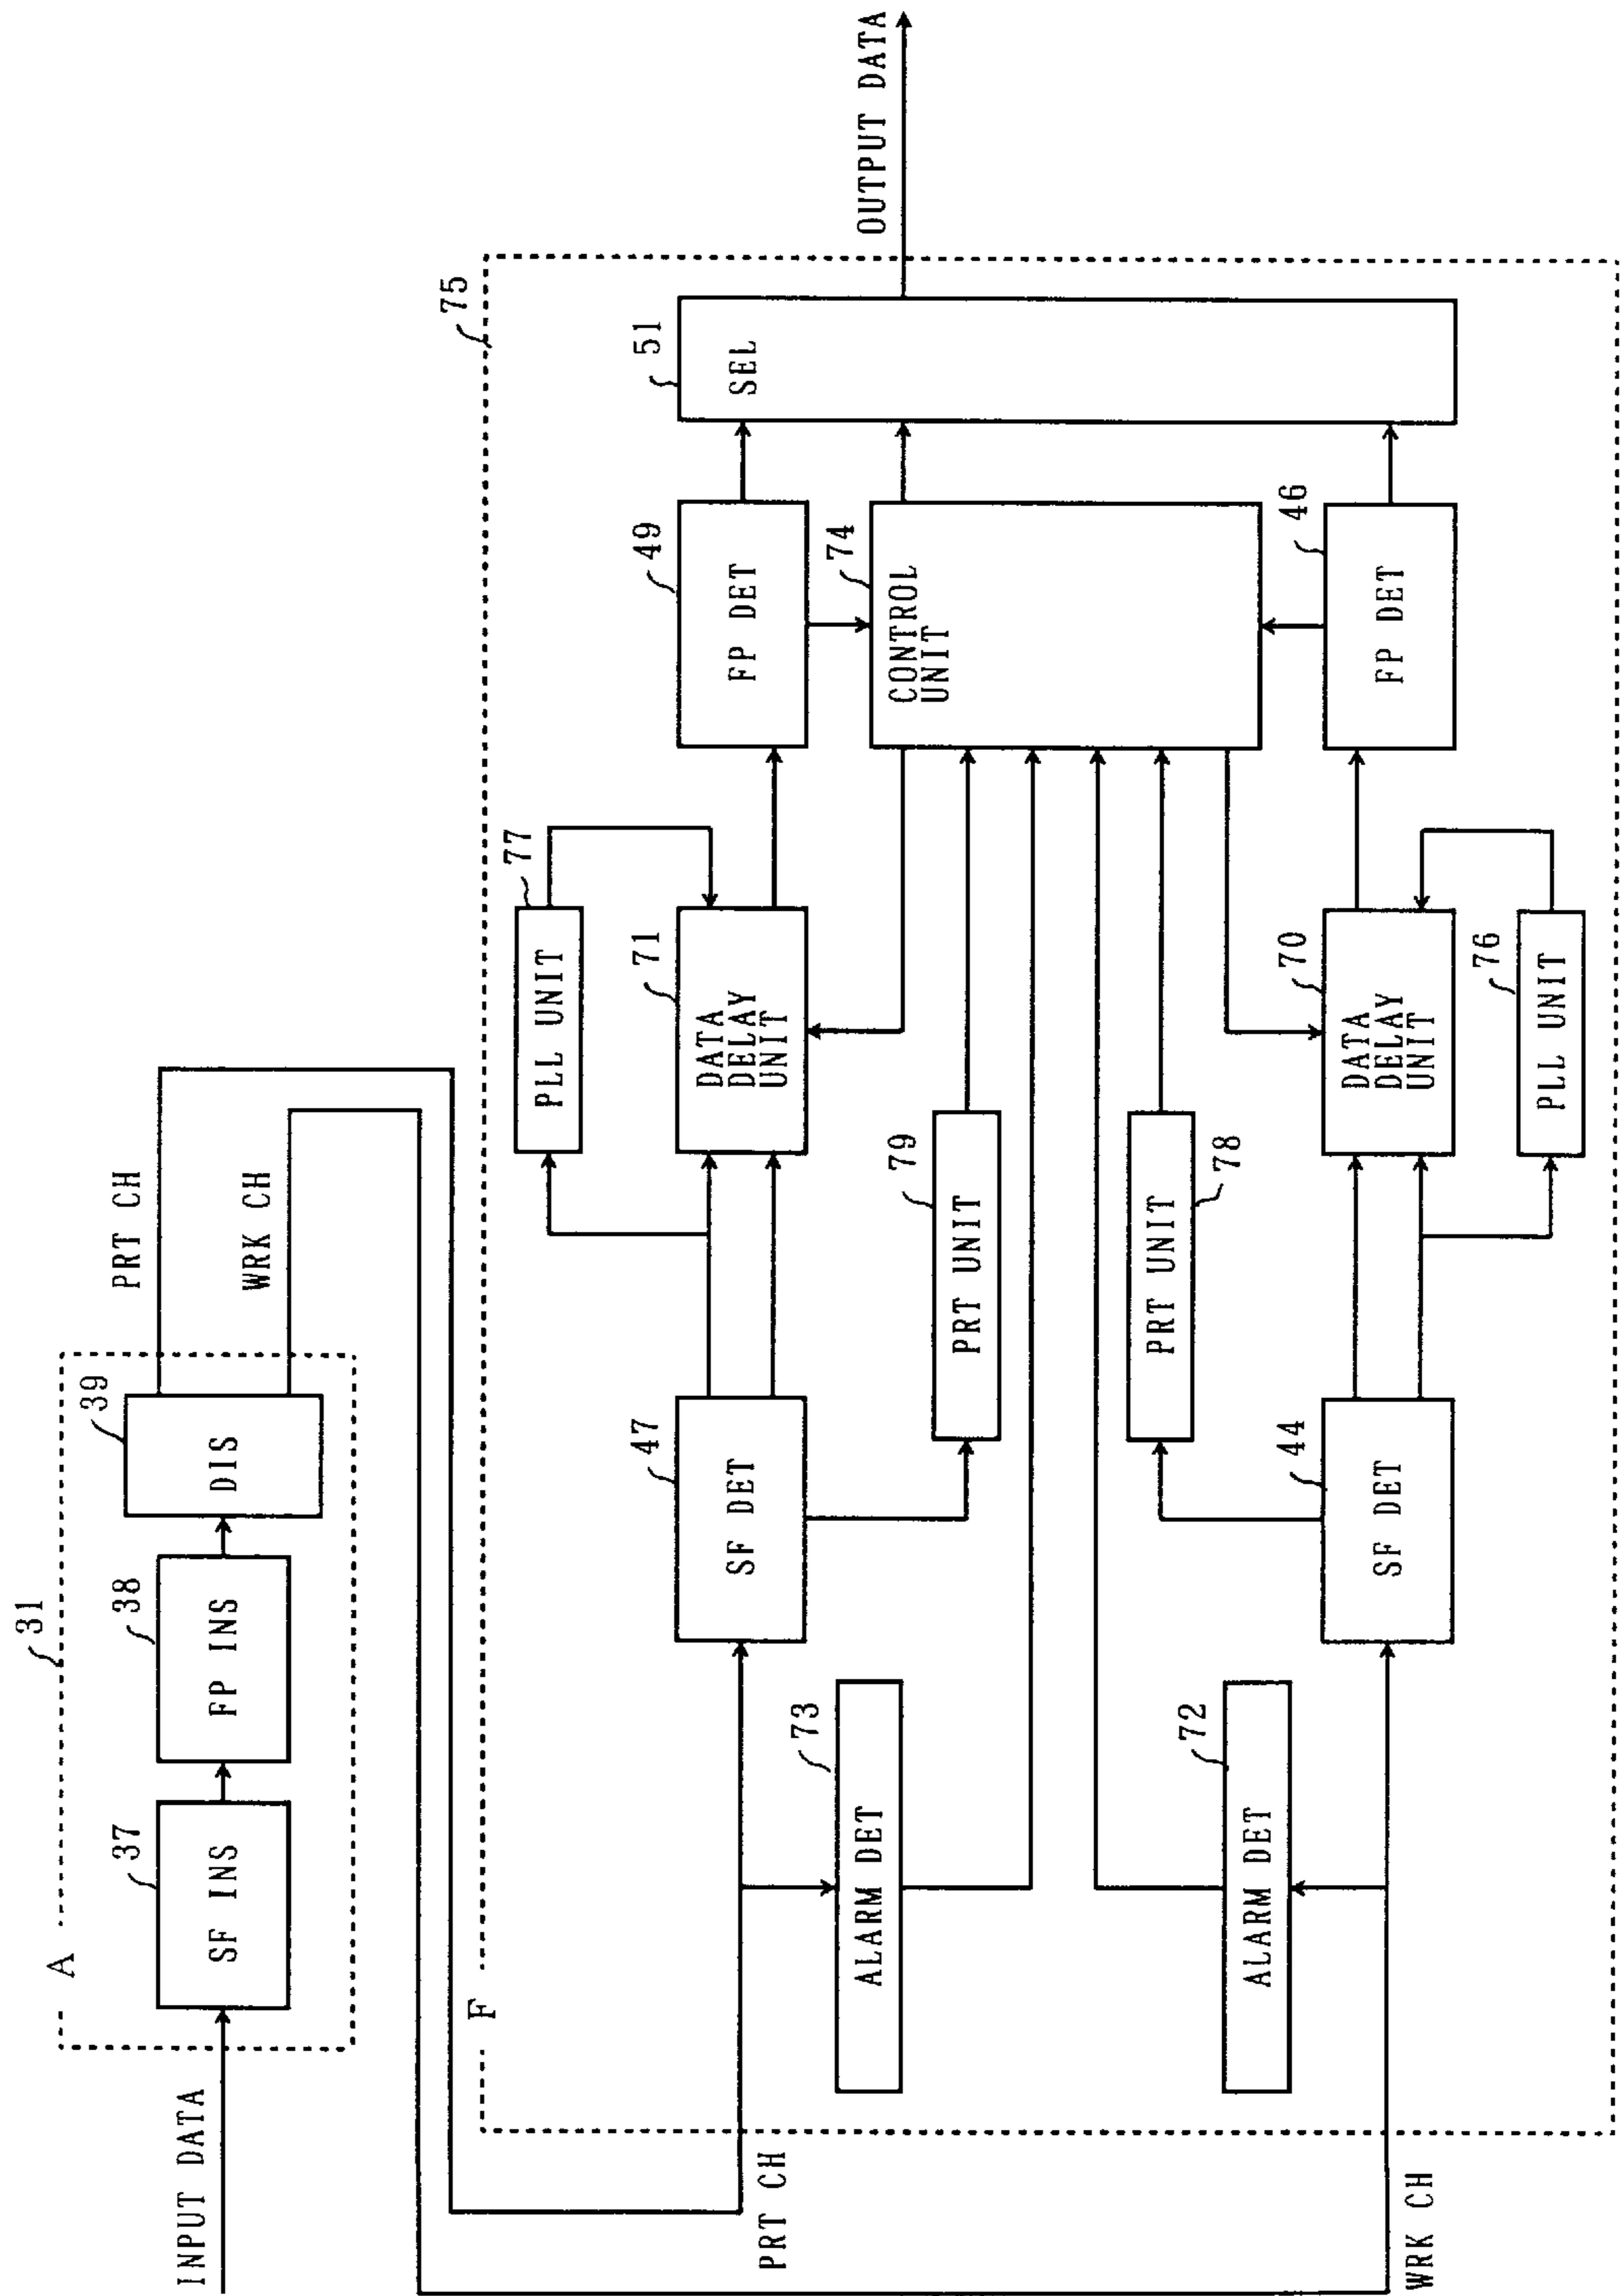 INPUT DATA
A
31
37
SF INS
38
FP INS
39
DIS
PRT CH
WRK CH
F
75
PRT CH
WRK CH
73
ALARM DET
72
ALARM DET
47
SF DET
44
SF DET
79
PRT UNIT
PRT UNIT
78
77
PLL UNIT
71
DATA
DELAY
UNIT
70
DATA
DELAY
UNIT
76
PLL UNIT
49
FP DET
74
CONTROL
UNIT
46
FP DET
51
SEL
OUTPUT DATA